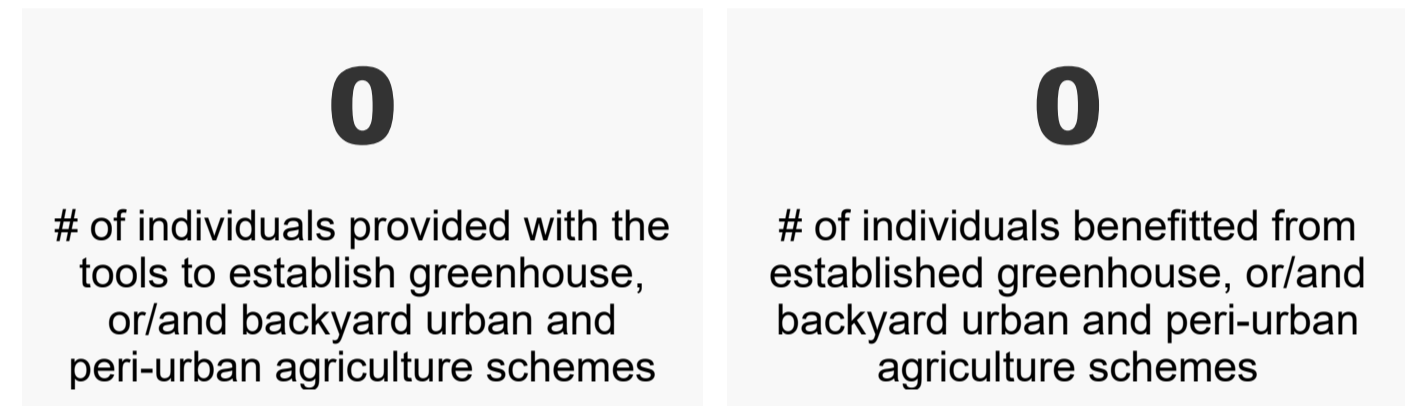 0
# of individuals provided with the
tools to establish greenhouse,
or/and backyard urban and
peri-urban agriculture schemes
0
# of individuals benefitted from
established greenhouse, or/and
backyard urban and peri-urban
agriculture schemes